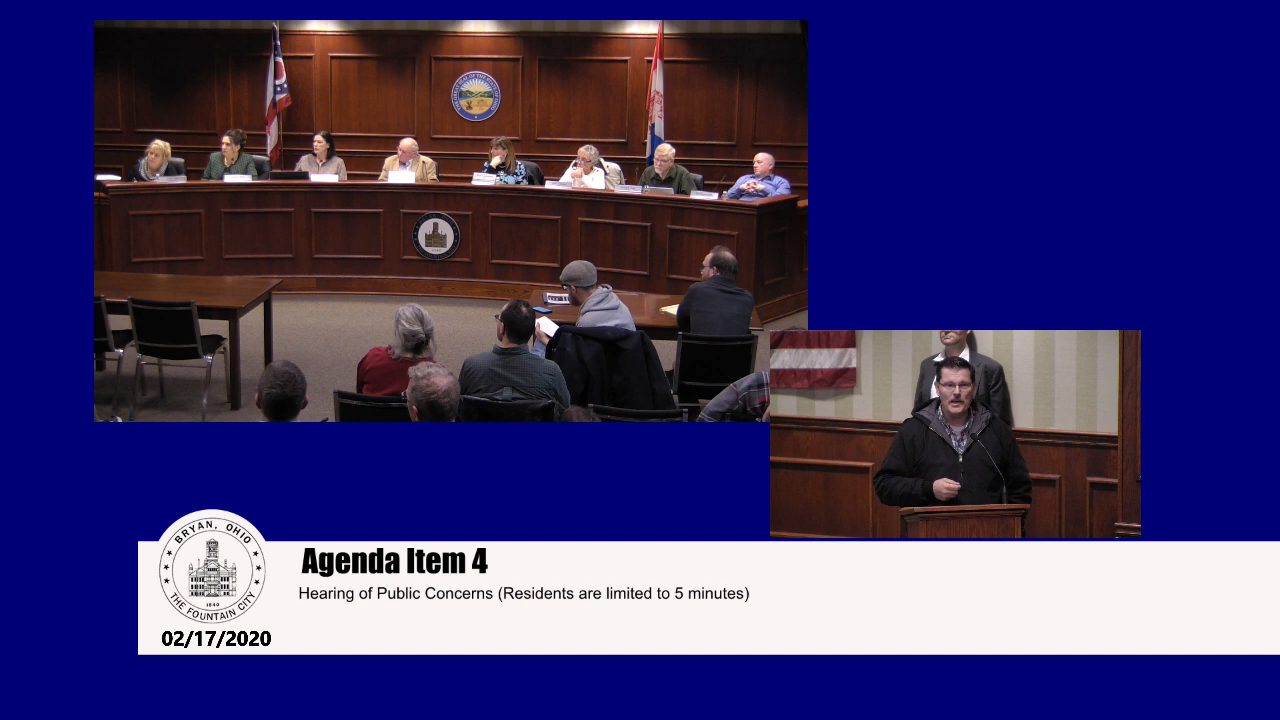 Agenda Item 4
Hearing of Public Concerns (Residents are limited to 5 minutes)
BRYAN, OHIO
1840
THE FOUNTAIN CITY
02/17/2020